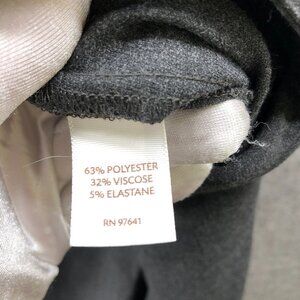 63% POLYESTER
32% VISCOSE
5% ELASTANE
RN 97641